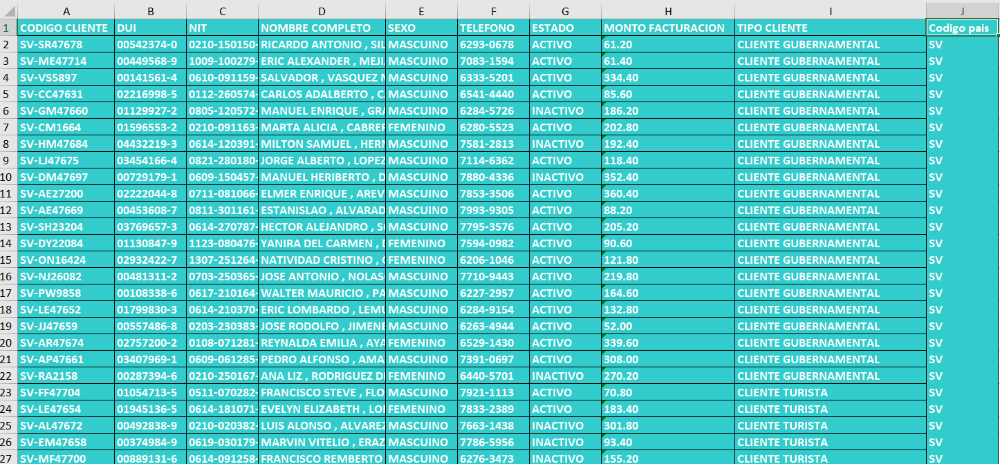 A B C D E F G H I J
1 CODIGO CLIENTE DUI NIT NOMBRE COMPLETO SEXO TELEFONO ESTADO MONTO FACTURACION TIPO CLIENTE Codigo pais
2 SV-SR47678 00542374-0 0210-150150- RICARDO ANTONIO , SIL MASCUINO 6293-0678 ACTIVO 61.20 CLIENTE GUBERNAMENTAL SV
3 SV-ME47714 00449568-9 1009-100279- ERIC ALEXANDER , MEJI MASCUINO 7083-1594 ACTIVO 61.40 CLIENTE GUBERNAMENTAL SV
4 SV-VS5897 00141561-4 0610-091159- SALVADOR , VASQUEZ MASCUINO 6333-5201 ACTIVO 334.40 CLIENTE GUBERNAMENTAL SV
5 SV-CC47631 02216998-5 0112-260574- CARLOS ADALBERTO , MASCUINO 6541-4440 ACTIVO 85.60 CLIENTE GUBERNAMENTAL SV
6 SV-GM47660 01129927-2 0805-120572- MANUEL ENRIQUE , GRA MASCUINO 6284-5726 INACTIVO 186.20 CLIENTE GUBERNAMENTAL SV
7 SV-CM1664 01596553-2 0210-091163- MARTA ALICIA , CABRER FEMENINO 6280-5523 ACTIVO 202.80 CLIENTE GUBERNAMENTAL SV
8 SV-HM47684 04432219-3 0614-120391- MILTON SAMUEL , HERN MASCUINO 7581-2813 INACTIVO 192.40 CLIENTE GUBERNAMENTAL SV
9 SV-LJ47675 03454166-4 0821-280180- JORGE ALBERTO , LOPEZ MASCUINO 7114-6362 ACTIVO 118.40 CLIENTE GUBERNAMENTAL SV
10 SV-DM47697 00729179-1 0609-150457- MANUEL HERIBERTO , D MASCUINO 7880-4336 INACTIVO 352.40 CLIENTE GUBERNAMENTAL SV
11 SV-AE27200 02222044-8 0711-081066- ELMER ENRIQUE , AREV MASCUINO 7853-3506 ACTIVO 360.40 CLIENTE GUBERNAMENTAL SV
12 SV-AE47669 00453608-7 0811-301161- ESTANISLAO , ALVARAD MASCUINO 7993-9305 ACTIVO 88.20 CLIENTE GUBERNAMENTAL SV
13 SV-SH23204 03769657-3 0614-270787- HECTOR ALEJANDRO , MASCUINO 7795-3576 ACTIVO 205.20 CLIENTE GUBERNAMENTAL SV
14 SV-DY22084 01130847-9 1123-080476- YANIRA DEL CARMEN , FEMENINO 7594-0982 ACTIVO 90.60 CLIENTE GUBERNAMENTAL SV
15 SV-ON16424 02932422-7 1307-251264- NATIVIDAD CRISTINO , FEMENINO 6206-1046 ACTIVO 121.80 CLIENTE GUBERNAMENTAL SV
16 SV-NJ26082 00481311-2 0703-250365- JOSE ANTONIO , NOLAS MASCUINO 7710-9443 ACTIVO 219.80 CLIENTE GUBERNAMENTAL SV
17 SV-PW9858 00108338-6 0617-210164- WALTER MAURICIO , PA MASCUINO 6227-2957 ACTIVO 164.60 CLIENTE GUBERNAMENTAL SV
18 SV-LE47652 01799830-3 0614-210370- ERIC LOMBARDO , LEMU MASCUINO 6284-9154 ACTIVO 132.80 CLIENTE GUBERNAMENTAL SV
19 SV-JJ47659 00557486-8 0203-230383- JOSE RODOLFO , JIMENE MASCUINO 6263-4944 ACTIVO 52.00 CLIENTE GUBERNAMENTAL SV
20 SV-AR47674 02757200-2 0108-071281- REYNALDA EMILIA , AYA FEMENINO 6529-1430 ACTIVO 339.60 CLIENTE GUBERNAMENTAL SV
21 SV-AP47661 03407969-1 0609-061285- PEDRO ALFONSO , AMA MASCUINO 7391-0697 ACTIVO 308.00 CLIENTE GUBERNAMENTAL SV
22 SV-RA2158 00287394-6 0210-250167- ANA LIZ , RODRIGUEZ D FEMENINO 6440-5701 INACTIVO 270.20 CLIENTE GUBERNAMENTAL SV
23 SV-FF47704 01054713-5 0511-070282- FRANCISCO STEVE , FLO MASCUINO 7921-1113 ACTIVO 70.80 CLIENTE TURISTA SV
24 SV-LE47654 01945136-5 0614-181071- EVELYN ELIZABETH , LO FEMENINO 7833-2389 ACTIVO 183.40 CLIENTE TURISTA SV
25 SV-AL47672 00492838-9 0210-020382- LUIS ALONSO , ALVAREZ MASCUINO 7663-1438 INACTIVO 301.80 CLIENTE TURISTA SV
26 SV-EM47658 00374984-9 0619-030179- MARVIN VITELIO , ERAZ MASCUINO 7786-5956 INACTIVO 93.40 CLIENTE TURISTA SV
27 SV-MF47700 00889131-6 0614-091258- FRANCISCO REMBERTO MASCUINO 6276-3473 INACTIVO 155.20 CLIENTE TURISTA SV